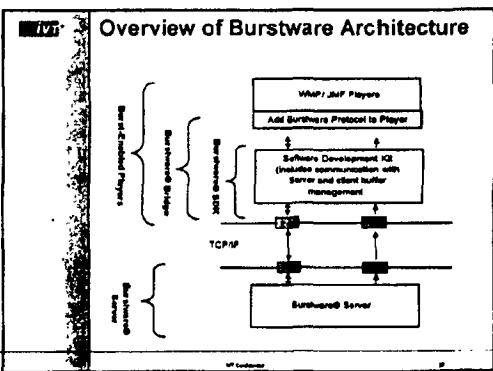 iVT
Overview of Burstware Architecture
WMP/ JMF Players
Add Burstware Protocol to Player
Burst-Enabled Players
Burstware® Bridge
Burstware® SDK
Software Development Kit
(includes communication with
Server and client buffer
management
TCP/IP
Burstware®
Server
Burstware® Server